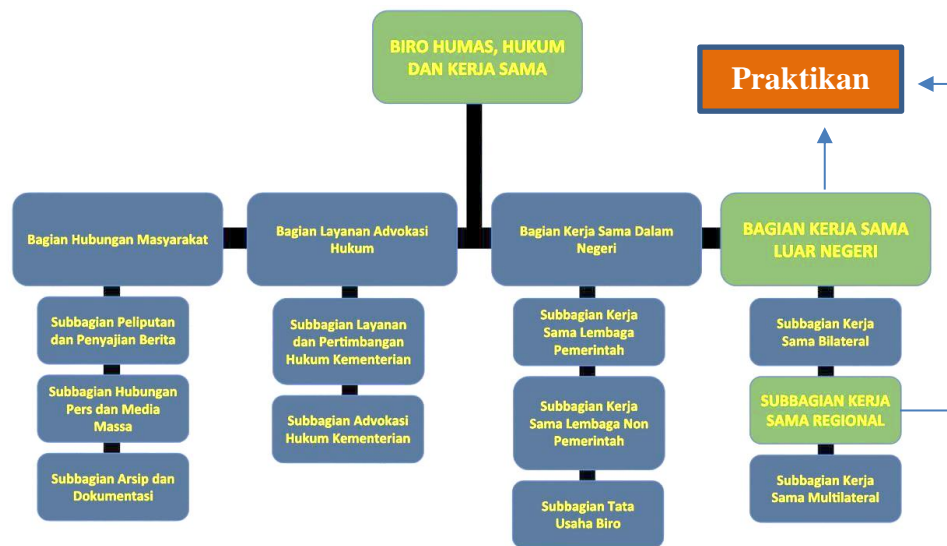 BIRO HUMAS, HUKUM
DAN KERJA SAMA
Praktikan
Bagian Hubungan Masyarakat
Bagian Layanan Advokasi
Hukum
Bagian Kerja Sama Dalam
Negeri
BAGIAN KERJA SAMA
LUAR NEGERI
Subbagian Peliputan
dan Penyajian Berita
Subbagian Hubungan
Pers dan Media
Massa
Subbagian Arsip dan
Dokumentasi
Subbagian Layanan
dan Pertimbangan
Hukum Kementerian
Subbagian Advokasi
Hukum Kementerian
Subbagian Kerja
Sama Lembaga
Pemerintah
Subbagian Kerja
Sama Lembaga Non
Pemerintah
Subbagian Tata
Usaha Biro
Subbagian Kerja
Sama Bilateral
SUBBAGIAN KERJA
SAMA REGIONAL
Subbagian Kerja
Sama Multilateral